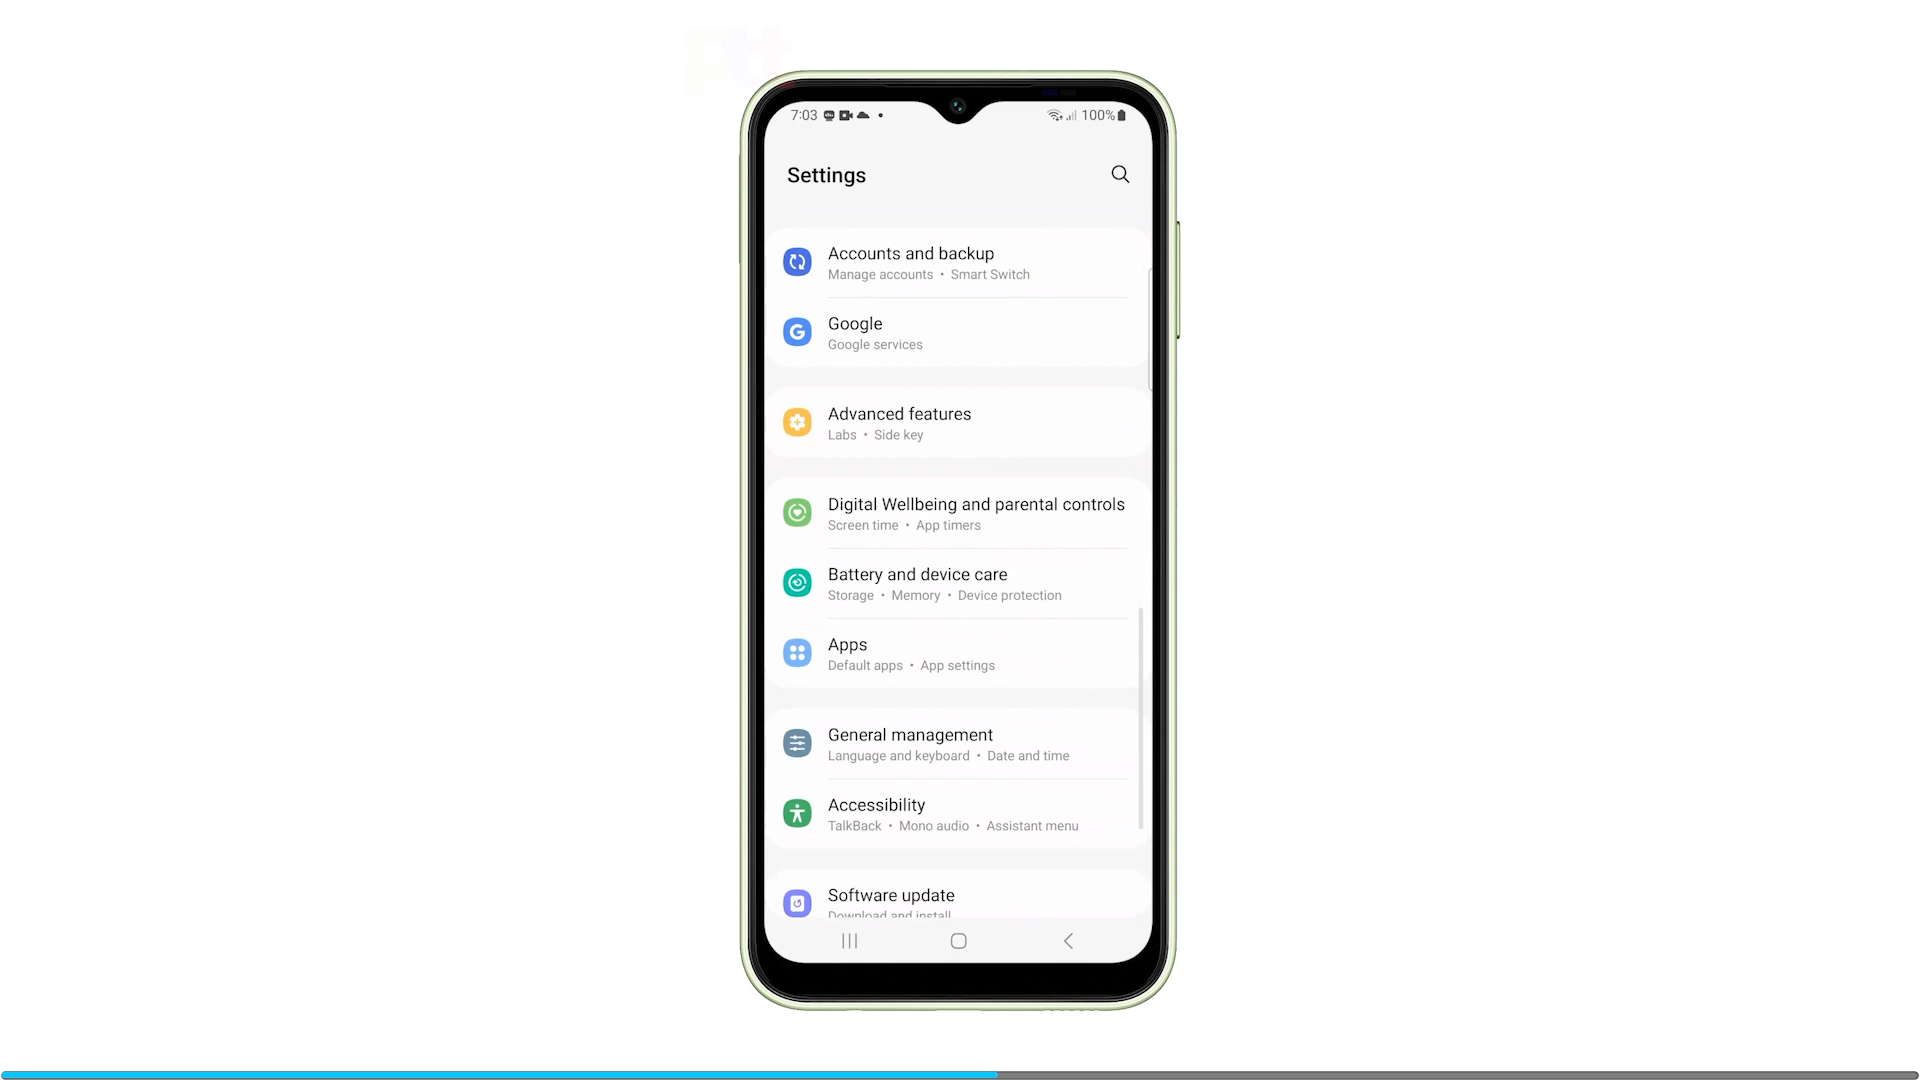 7:03
100%
Settings
Accounts and backup
Manage accounts • Smart Switch
Google
Google services
Advanced features
Labs • Side key
Digital Wellbeing and parental controls
Screen time • App timers
Battery and device care
Storage • Memory • Device protection
Apps
Default apps • App settings
General management
Language and keyboard • Date and time
Accessibility
TalkBack • Mono audio • Assistant menu
Software update
Download and install